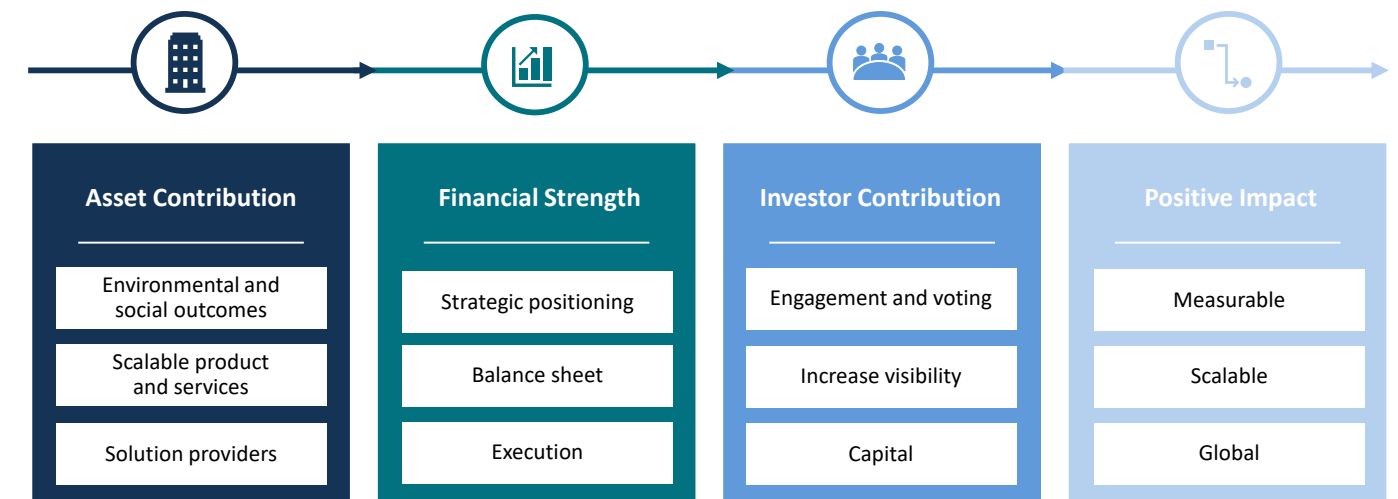 Asset Contribution
Environmental and
social outcomes
Scalable product
and services
Solution providers
Financial Strength
Strategic positioning
Balance sheet
Execution
Investor Contribution
Engagement and voting
Increase visibility
Capital
Positive Impact
Measurable
Scalable
Global